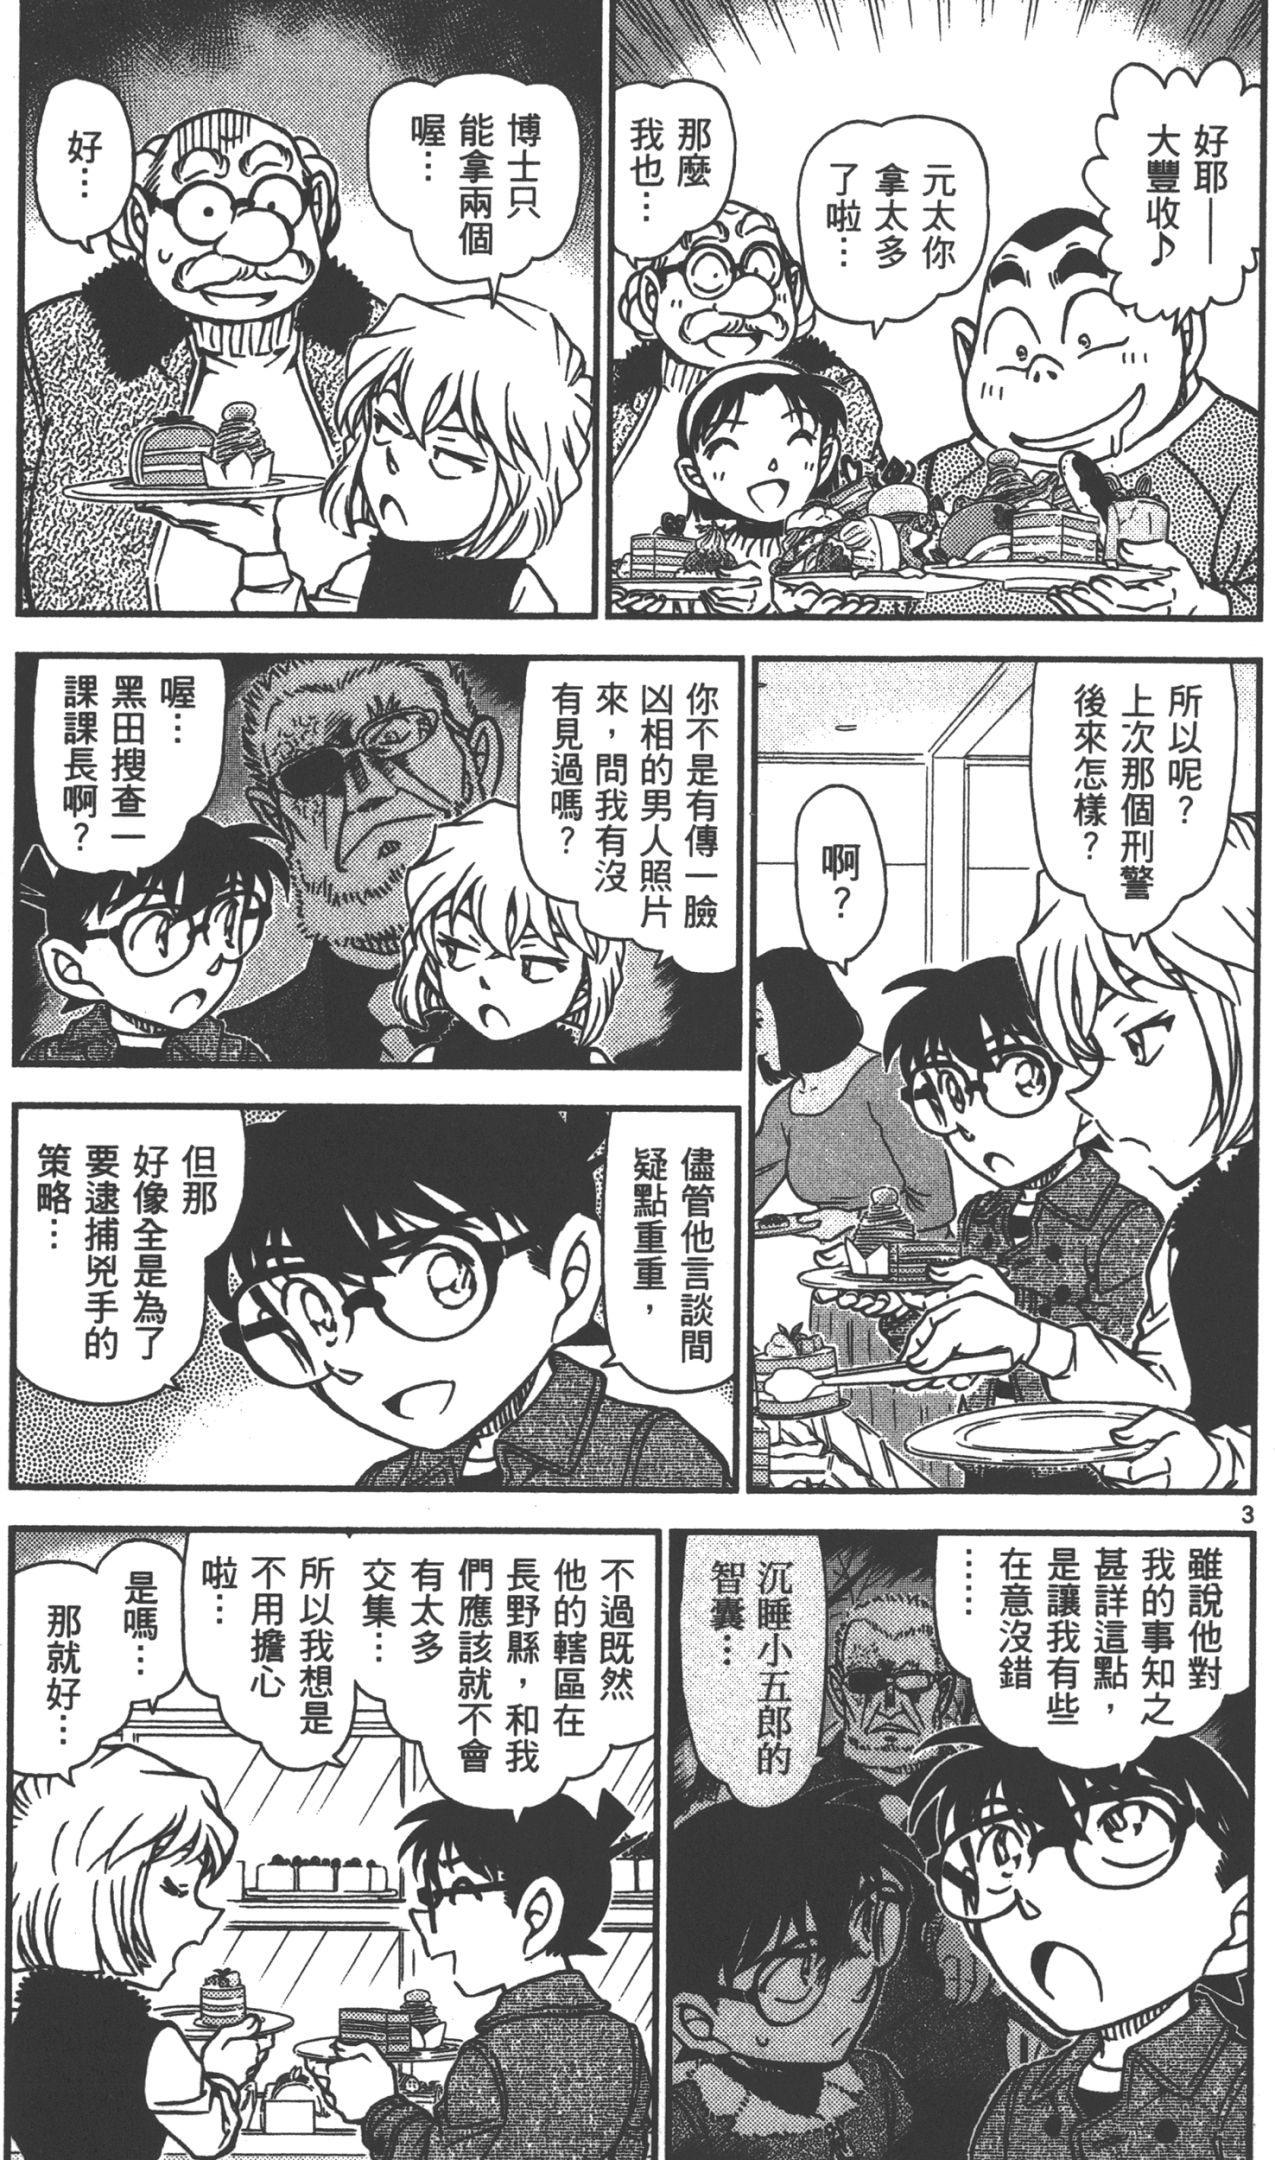 好耶——
大豐收♪
元太你
拿太多
了啦…
那麼
我也…
博士只
能拿兩個
喔…
好…
所以呢？
上次那個刑警
後來怎樣？
啊？
你不是有傳一臉
凶相的男人照片
來，問我有沒
有見過嗎？
喔…
黑田搜查一
課課長啊？
儘管他言談間
疑點重重，
但那
好像全是為了
要逮捕兇手的
策略…
3
雖說他對
我的事知之
甚詳這點，
是讓我有些
在意沒錯
……
沉睡小五郎的
智囊…
不過既然
他的轄區在
長野縣，和我
們應該就不會
有太多
交集…
所以我想是
不用擔心
啦…
是嗎…
那就好…